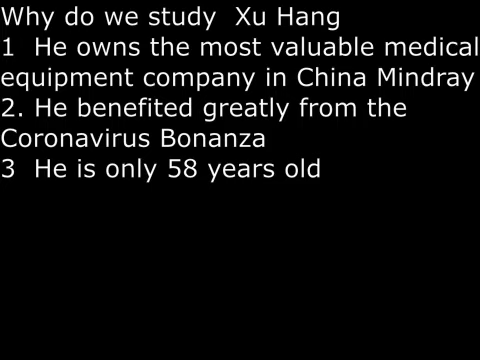 Why do we study  Xu Hang
1  He owns the most valuable medical
equipment company in China Mindray
2. He benefited greatly from the
Coronavirus Bonanza
3  He is only 58 years old